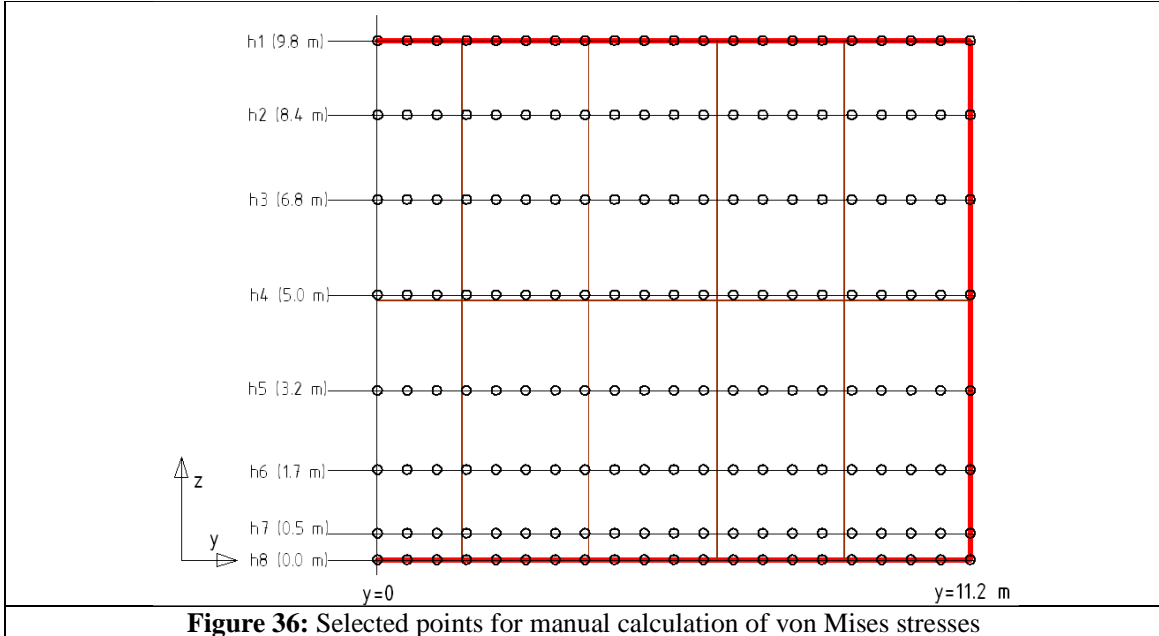 h1 (9.8 m)
h2 (8.4 m)
h3 (6.8 m)
h4 (5.0 m)
h5 (3.2 m)
h6 (1.7 m)
h7 (0.5 m)
h8 (0.0 m)
z
y
y=0
y=11.2 m
Figure 36: Selected points for manual calculation of von Mises stresses